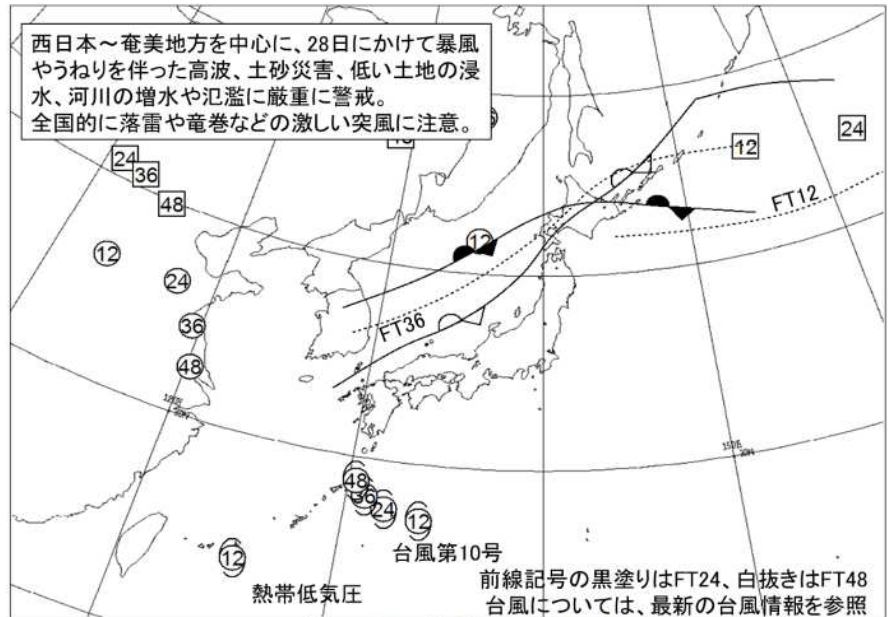 西日本～奄美地方を中心に、28日にかけて暴風
やうねりを伴った高波、土砂災害、低い土地の浸
水、河川の増水や氾濫に厳重に警戒。
全国的に落雷や竜巻などの激しい突風に注意。
24
12
24
36
48
FT12
12
12
24
36
FT36
48
120E
30N
150E
30N
48
36
24
12
12
台風第10号
熱帯低気圧
前線記号の黒塗りはFT24、白抜きはFT48
台風については、最新の台風情報を参照